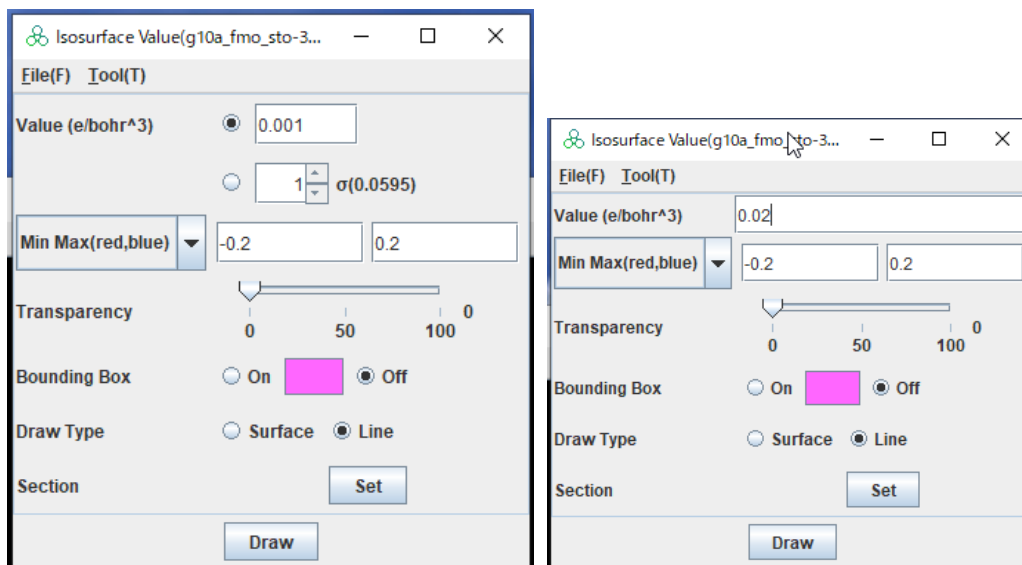 Isosurface Value(g10a_fmo_sto-3...
File(F) Tool(T)
Value (e/bohr^3) 0.001
1 σ(0.0595)
Min Max(red,blue) -0.2 0.2
Transparency 0
0 50 100
Bounding Box On Off
Draw Type Surface Line
Section Set
Draw
Isosurface Value(g10a_fmo_sto-3...
File(F) Tool(T)
Value (e/bohr^3) 0.02
Min Max(red,blue) -0.2 0.2
Transparency 0
0 50 100
Bounding Box On Off
Draw Type Surface Line
Section Set
Draw